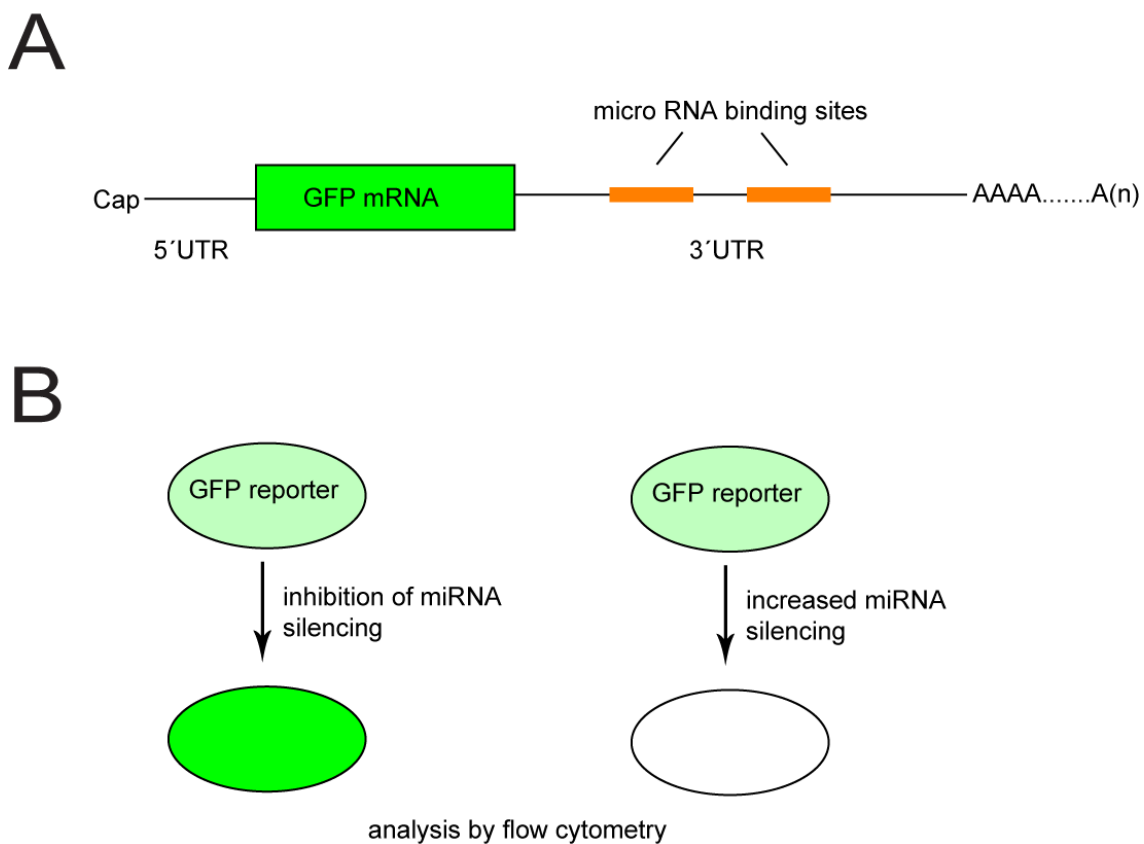 A
micro RNA binding sites
Cap
GFP mRNA
AAAA.......A(n)
5´UTR
3´UTR
B
GFP reporter
GFP reporter
inhibition of miRNA
silencing
increased miRNA
silencing
analysis by flow cytometry